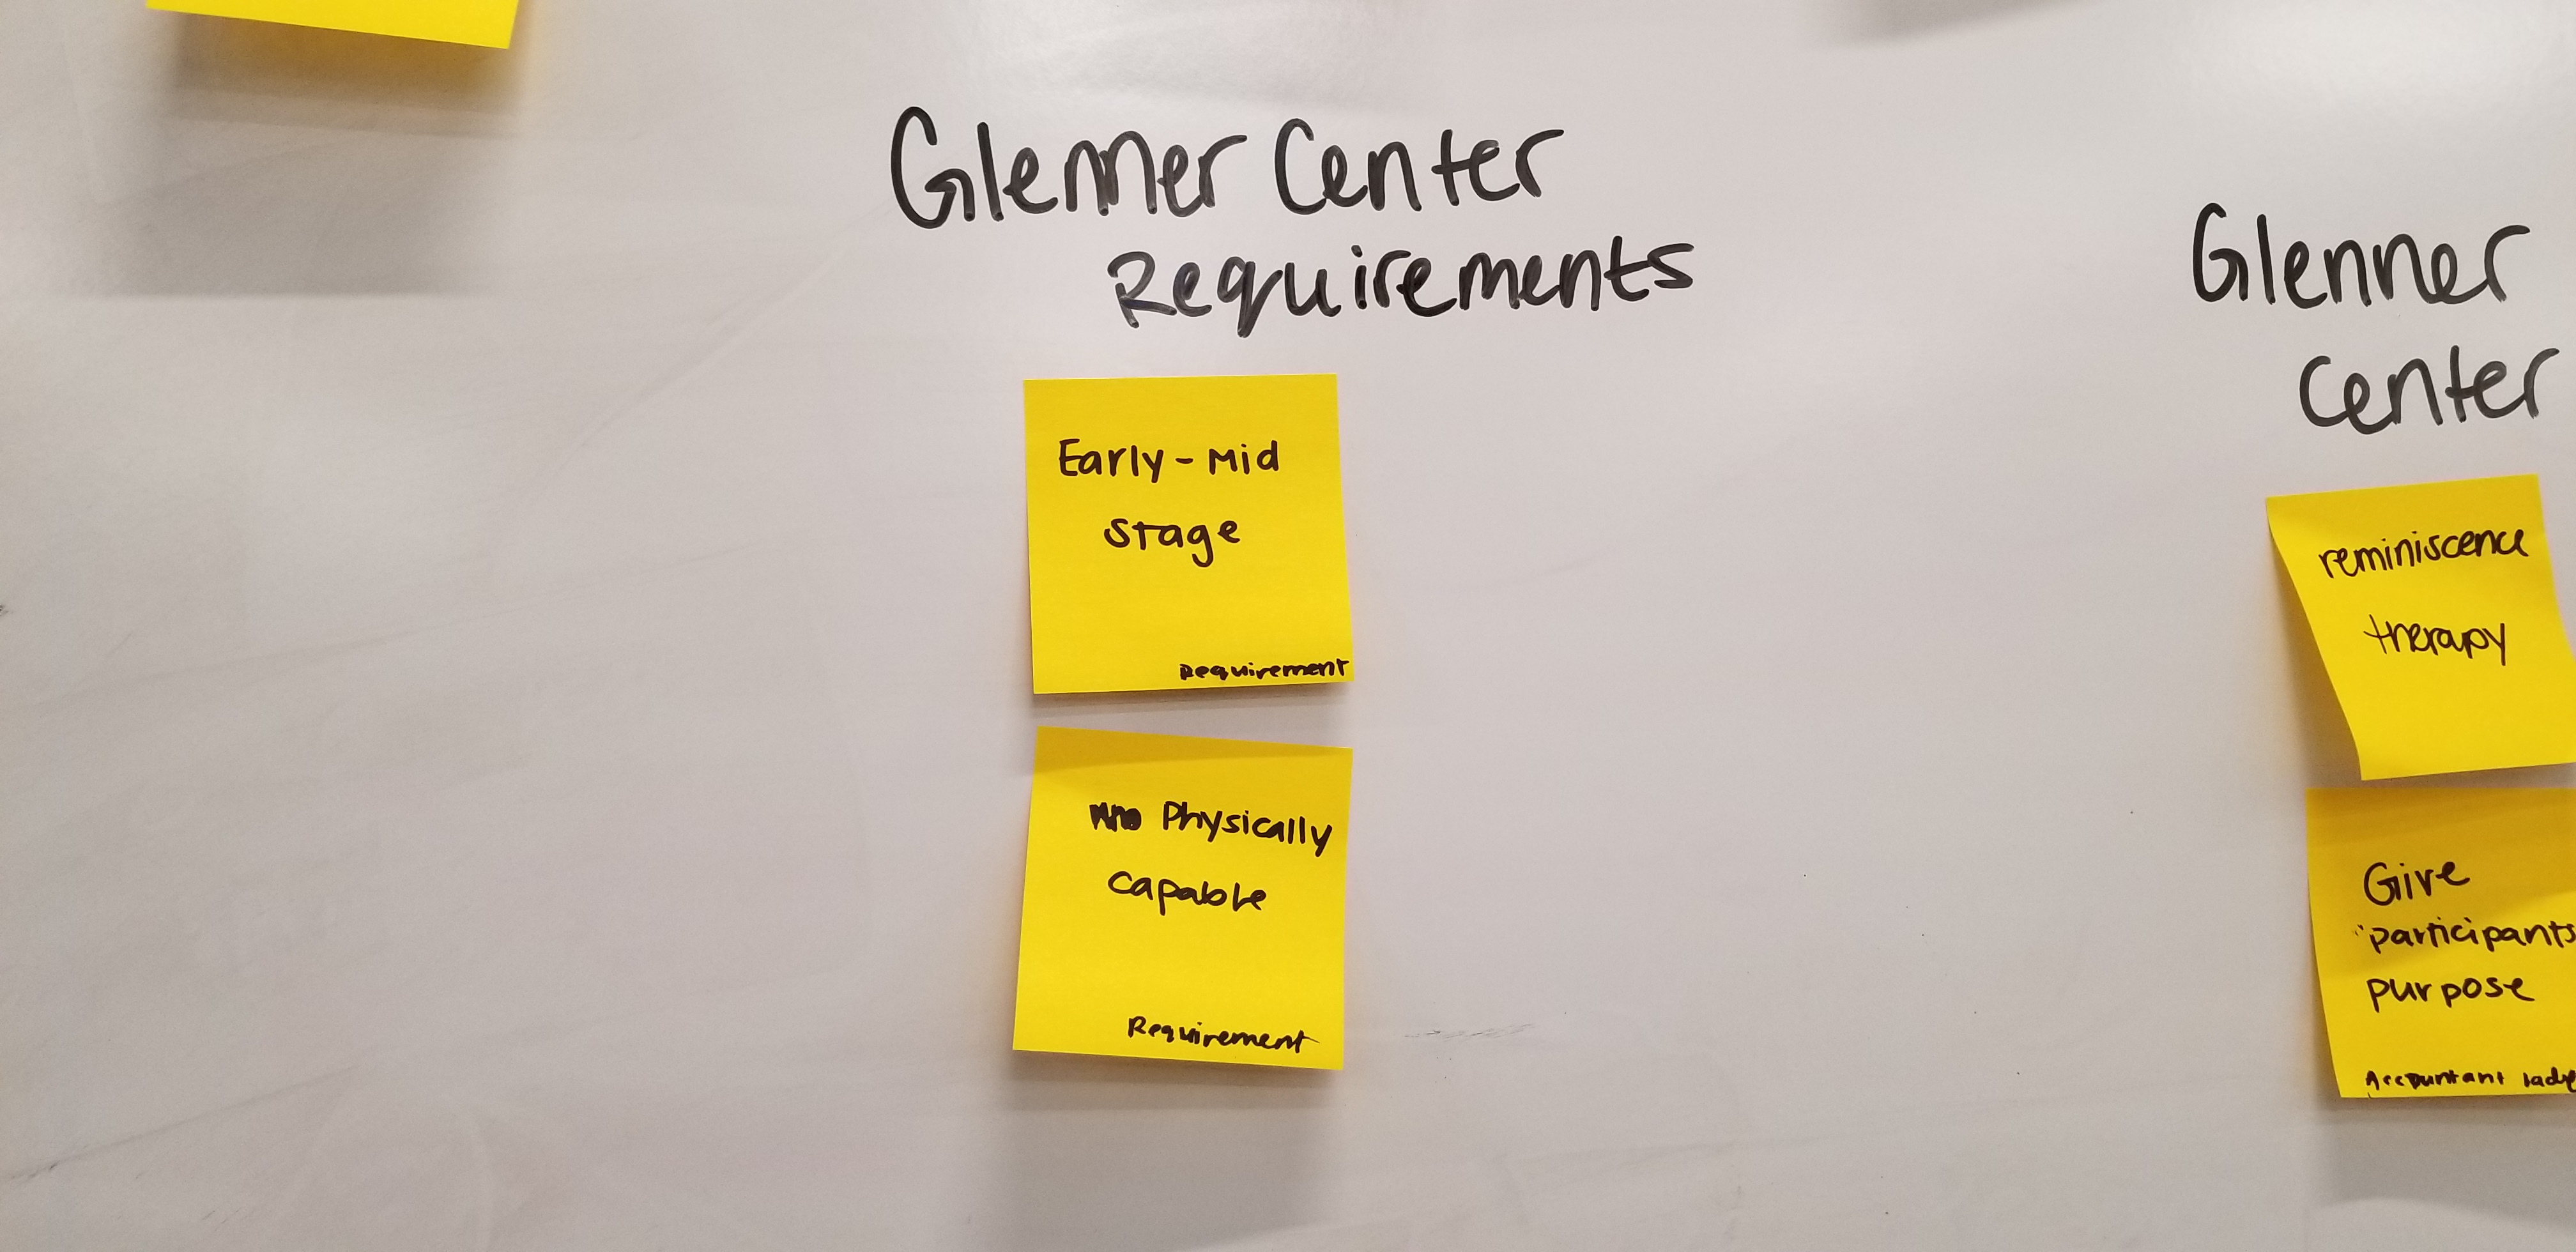 Glenner Center
Requirements
Early - Mid
Stage
Requirement
Physically
Capable
Requirement
Glenner
Center
reminiscence
therapy
Give
participants
purpose
Accountant lady